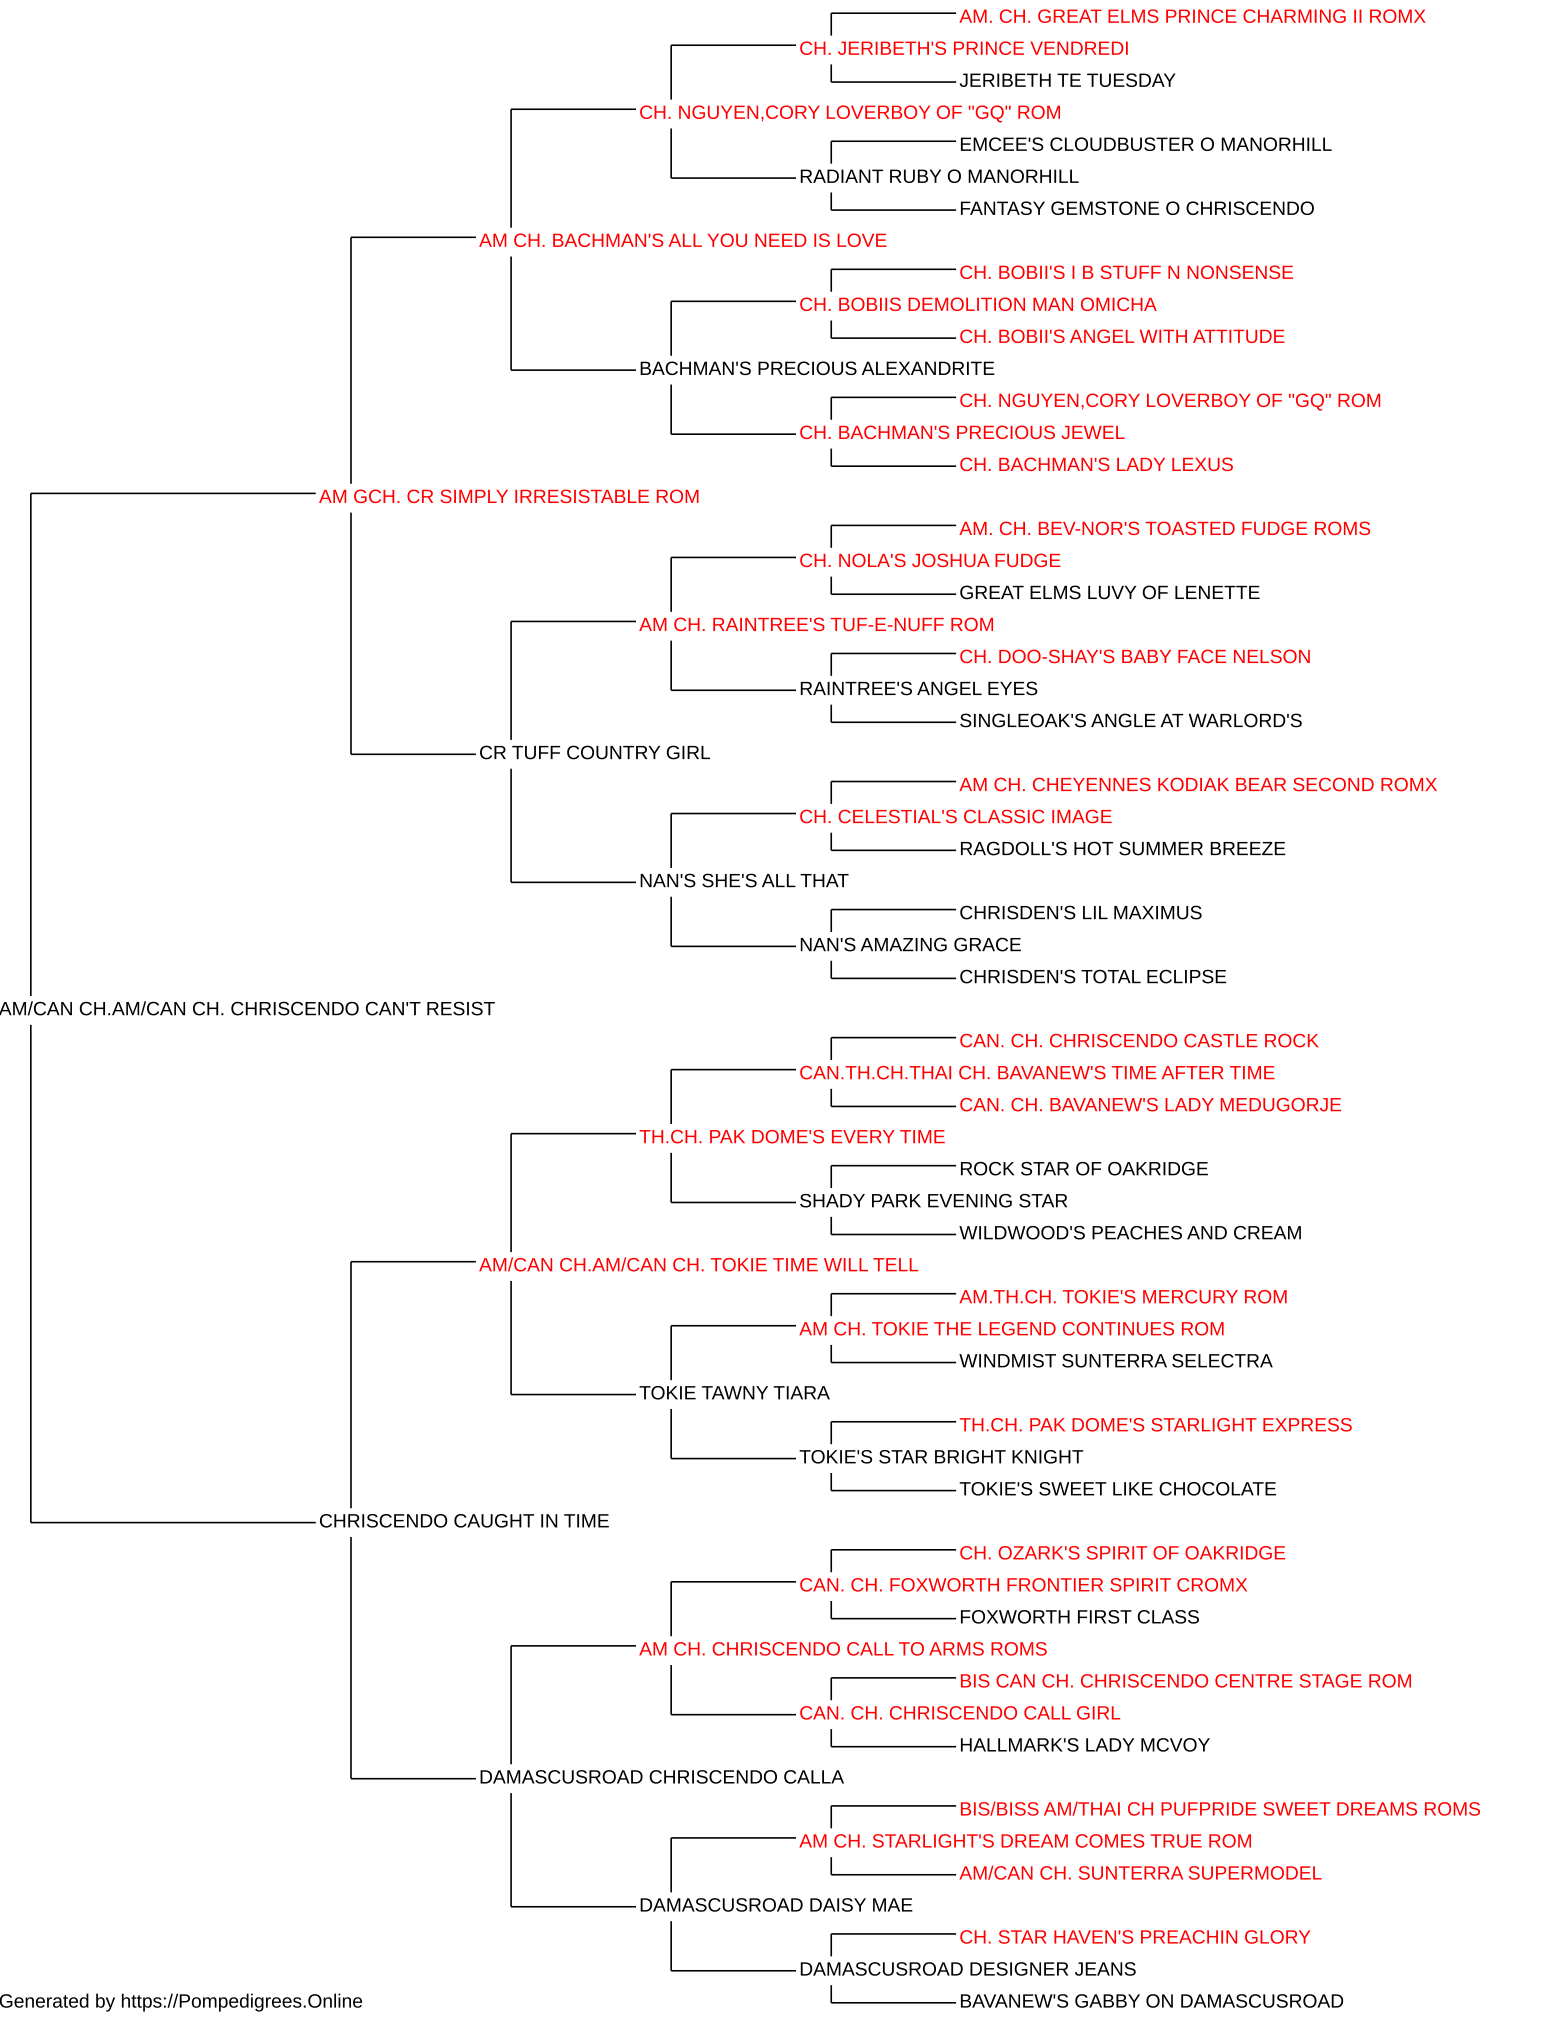 AM. CH. GREAT ELMS PRINCE CHARMING II ROMX
CH. JERIBETH'S PRINCE VENDREDI
JERIBETH TE TUESDAY
CH. NGUYEN,CORY LOVERBOY OF "GQ" ROM
EMCEE'S CLOUDBUSTER O MANORHILL
RADIANT RUBY O MANORHILL
FANTASY GEMSTONE O CHRISCENDO
AM CH. BACHMAN'S ALL YOU NEED IS LOVE
CH. BOBII'S I B STUFF N NONSENSE
CH. BOBIIS DEMOLITION MAN OMICHA
CH. BOBII'S ANGEL WITH ATTITUDE
BACHMAN'S PRECIOUS ALEXANDRITE
CH. NGUYEN,CORY LOVERBOY OF "GQ" ROM
CH. BACHMAN'S PRECIOUS JEWEL
CH. BACHMAN'S LADY LEXUS
AM GCH. CR SIMPLY IRRESISTABLE ROM
AM. CH. BEV-NOR'S TOASTED FUDGE ROMS
CH. NOLA'S JOSHUA FUDGE
GREAT ELMS LUVY OF LENETTE
AM CH. RAINTREE'S TUF-E-NUFF ROM
CH. DOO-SHAY'S BABY FACE NELSON
RAINTREE'S ANGEL EYES
SINGLEOAK'S ANGLE AT WARLORD'S
CR TUFF COUNTRY GIRL
AM CH. CHEYENNES KODIAK BEAR SECOND ROMX
CH. CELESTIAL'S CLASSIC IMAGE
RAGDOLL'S HOT SUMMER BREEZE
NAN'S SHE'S ALL THAT
CHRISDEN'S LIL MAXIMUS
NAN'S AMAZING GRACE
CHRISDEN'S TOTAL ECLIPSE
AM/CAN CH.AM/CAN CH. CHRISCENDO CAN'T RESIST
CAN. CH. CHRISCENDO CASTLE ROCK
CAN.TH.CH.THAI CH. BAVANEW'S TIME AFTER TIME
CAN. CH. BAVANEW'S LADY MEDUGORJE
TH.CH. PAK DOME'S EVERY TIME
ROCK STAR OF OAKRIDGE
SHADY PARK EVENING STAR
WILDWOOD'S PEACHES AND CREAM
AM/CAN CH.AM/CAN CH. TOKIE TIME WILL TELL
AM.TH.CH. TOKIE'S MERCURY ROM
AM CH. TOKIE THE LEGEND CONTINUES ROM
WINDMIST SUNTERRA SELECTRA
TOKIE TAWNY TIARA
TH.CH. PAK DOME'S STARLIGHT EXPRESS
TOKIE'S STAR BRIGHT KNIGHT
TOKIE'S SWEET LIKE CHOCOLATE
CHRISCENDO CAUGHT IN TIME
CH. OZARK'S SPIRIT OF OAKRIDGE
CAN. CH. FOXWORTH FRONTIER SPIRIT CROMX
FOXWORTH FIRST CLASS
AM CH. CHRISCENDO CALL TO ARMS ROMS
BIS CAN CH. CHRISCENDO CENTRE STAGE ROM
CAN. CH. CHRISCENDO CALL GIRL
HALLMARK'S LADY MCVOY
DAMASCUSROAD CHRISCENDO CALLA
BIS/BISS AM/THAI CH PUFPRIDE SWEET DREAMS ROMS
AM CH. STARLIGHT'S DREAM COMES TRUE ROM
AM/CAN CH. SUNTERRA SUPERMODEL
DAMASCUSROAD DAISY MAE
CH. STAR HAVEN'S PREACHIN GLORY
DAMASCUSROAD DESIGNER JEANS
BAVANEW'S GABBY ON DAMASCUSROAD
Generated by https://Pompedigrees.Online